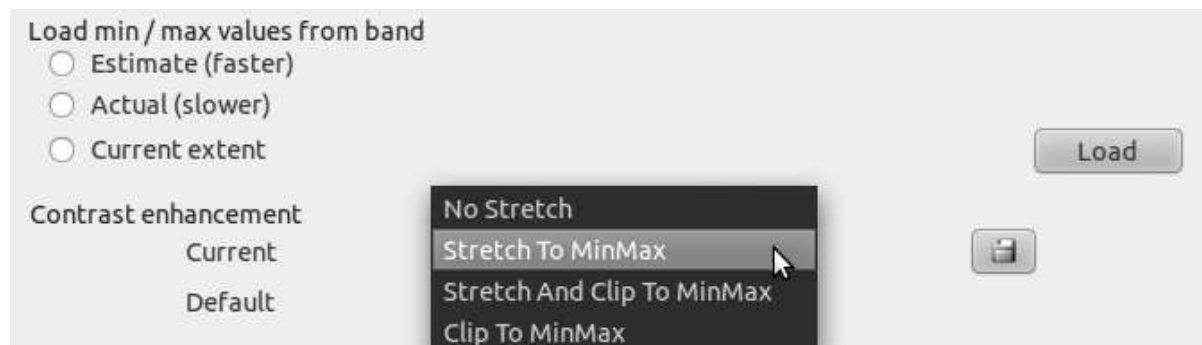 Load min / max values from band
Estimate (faster)
Actual (slower)
Current extent
Load
Contrast enhancement
No Stretch
Current
Stretch To MinMax
Default
Stretch And Clip To MinMax
Clip To MinMax